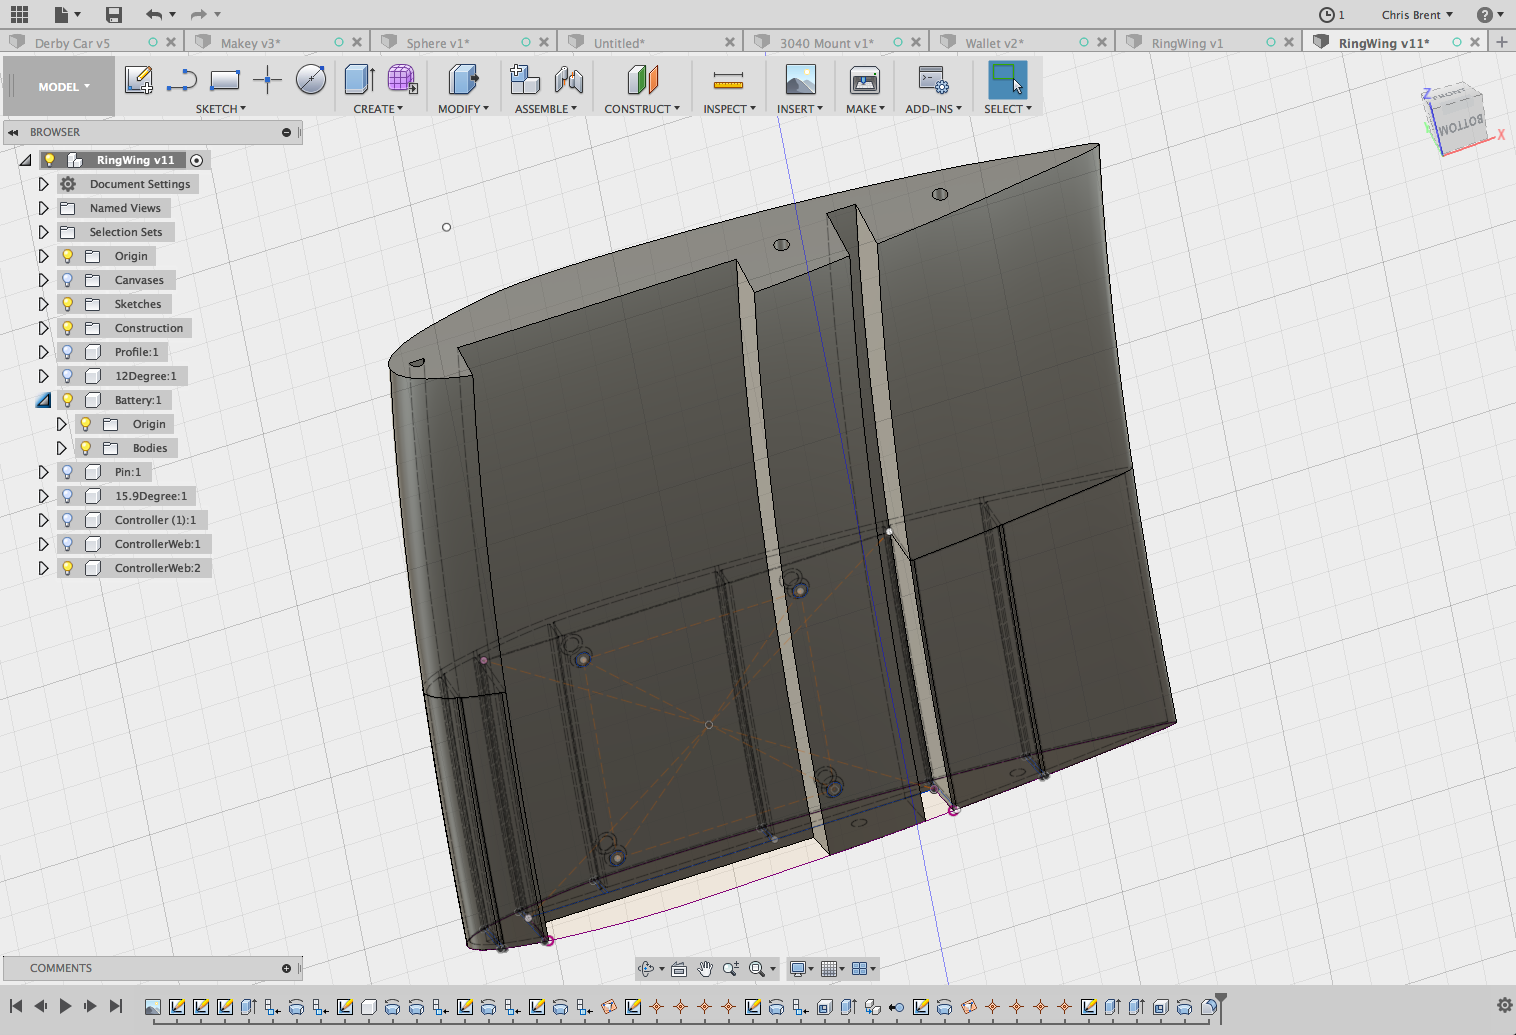 1 Chris Brent ?
Derby Car v5 Makey v3* Sphere v1* Untitled* 3040 Mount v1* Wallet v2* RingWing v1 RingWing v11*
MODEL SKETCH CREATE MODIFY ASSEMBLE CONSTRUCT INSPECT INSERT MAKE ADD-INS SELECT
BROWSER
RingWing v11
Document Settings
Named Views
Selection Sets
Origin
Canvases
Sketches
Construction
Profile:1
12Degree:1
Battery:1
Origin
Bodies
Pin:1
15.9Degree:1
Controller (1):1
ControllerWeb:1
ControllerWeb:2
Z
FRONT
BOTTOM
X
COMMENTS